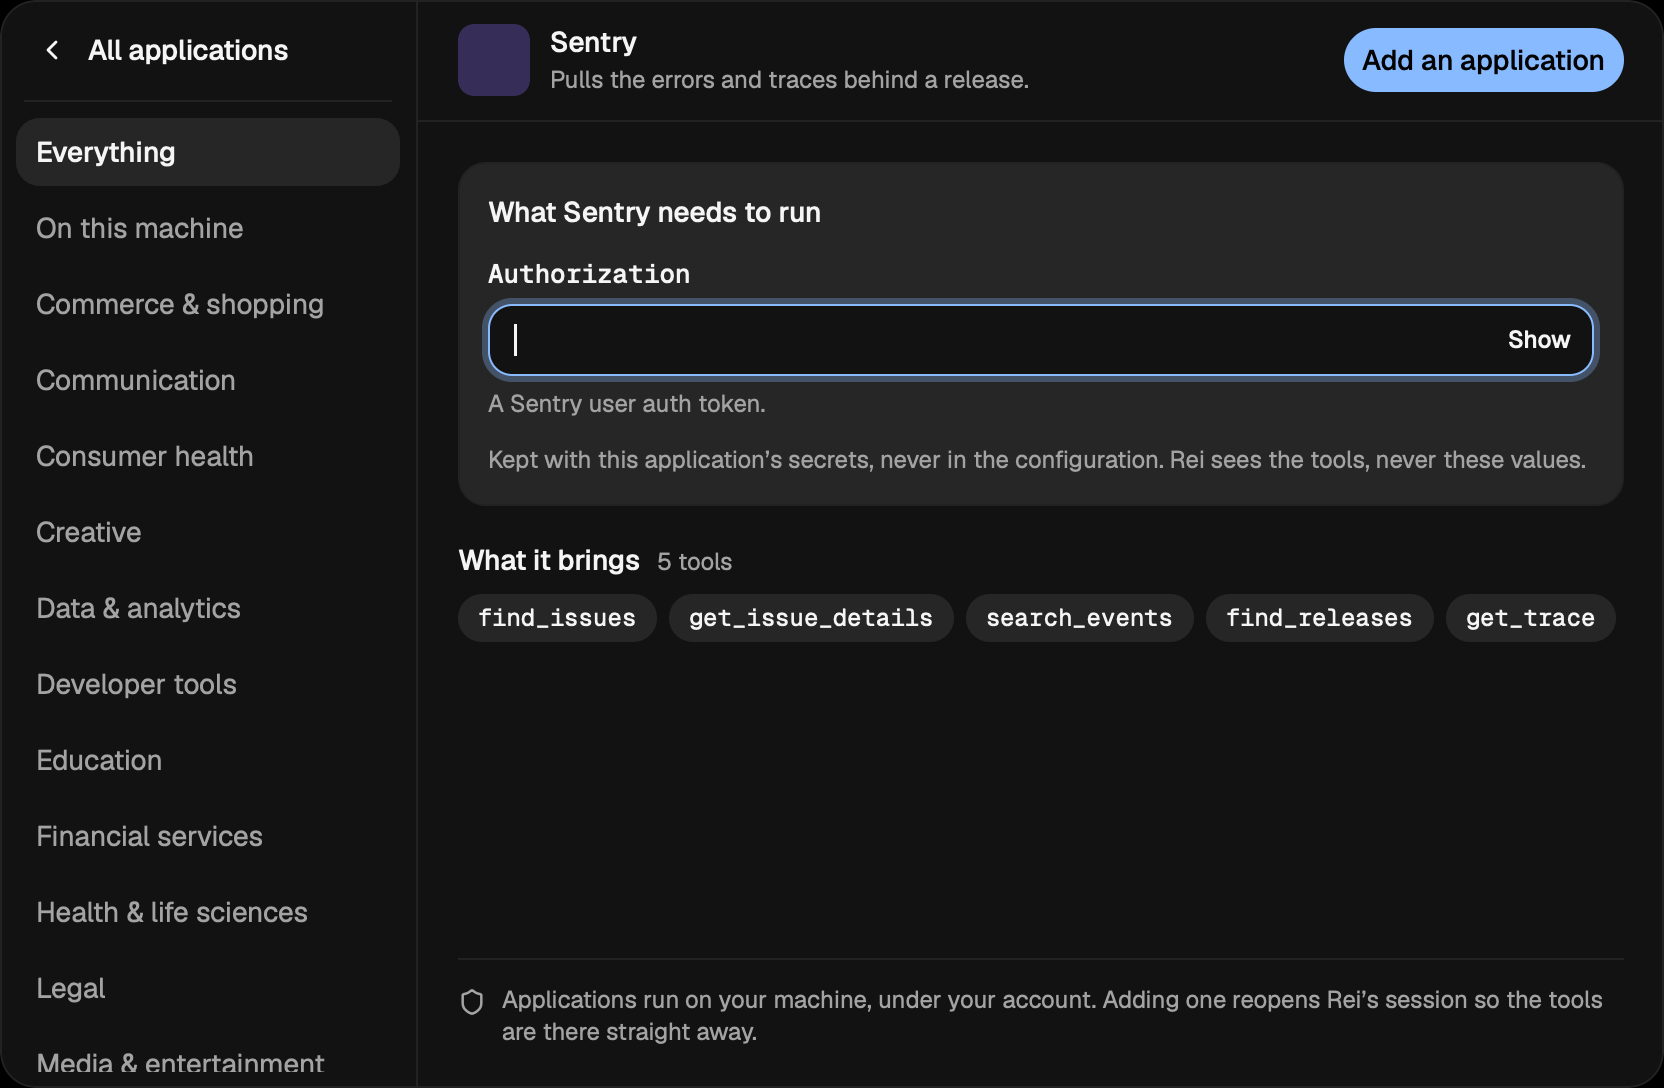 All applications
Everything
On this machine
Commerce & shopping
Communication
Consumer health
Creative
Data & analytics
Developer tools
Education
Financial services
Health & life sciences
Legal
Media & entertainment
Sentry
Pulls the errors and traces behind a release.
Add an application
What Sentry needs to run
Authorization
Show
A Sentry user auth token.
Kept with this application’s secrets, never in the configuration. Rei sees the tools, never these values.
What it brings 5 tools
find_issues get_issue_details search_events find_releases get_trace
Applications run on your machine, under your account. Adding one reopens Rei’s session so the tools
are there straight away.